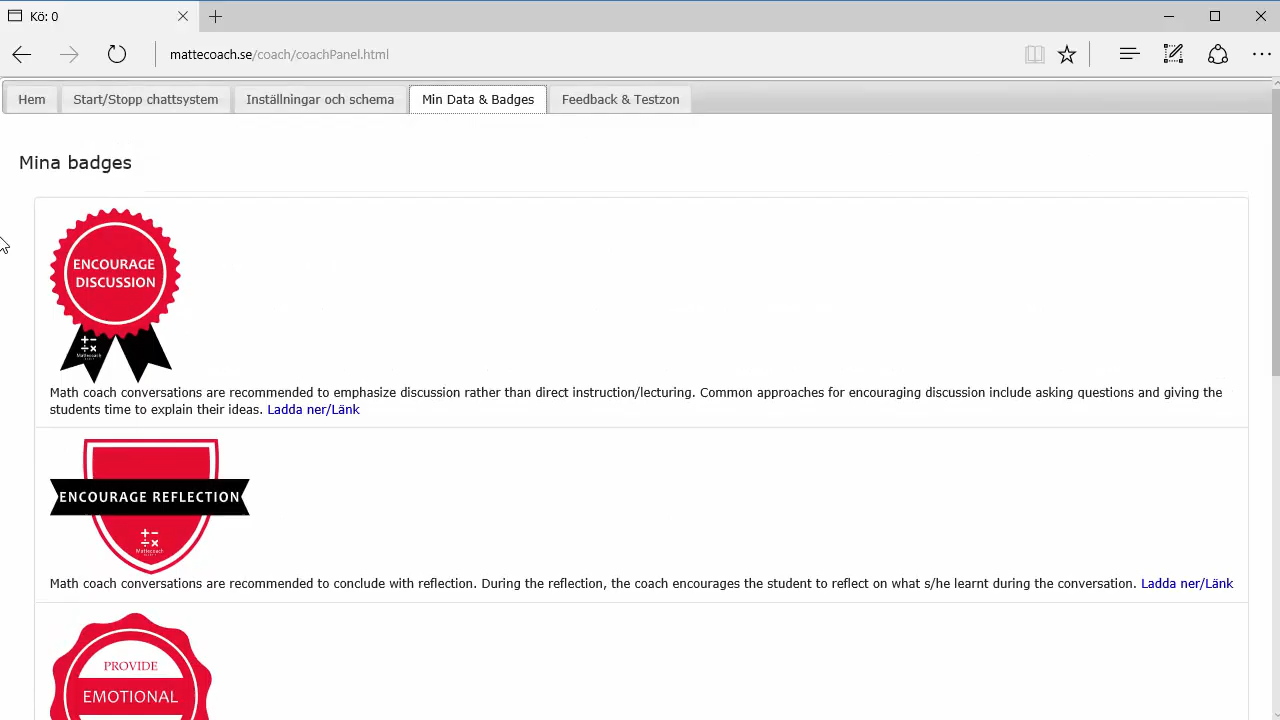 Kö: 0
mattecoach.se/coach/coachPanel.html
Hem
Start/Stopp chattsystem
Inställningar och schema
Min Data & Badges
Feedback & Testzon
Mina badges
ENCOURAGE
DISCUSSION
Mattecoach
Math coach conversations are recommended to emphasize discussion rather than direct instruction/lecturing. Common approaches for encouraging discussion include asking questions and giving the
students time to explain their ideas. Ladda ner/Länk
ENCOURAGE REFLECTION
Mattecoach
Math coach conversations are recommended to conclude with reflection. During the reflection, the coach encourages the student to reflect on what s/he learnt during the conversation. Ladda ner/Länk
PROVIDE
EMOTIONAL